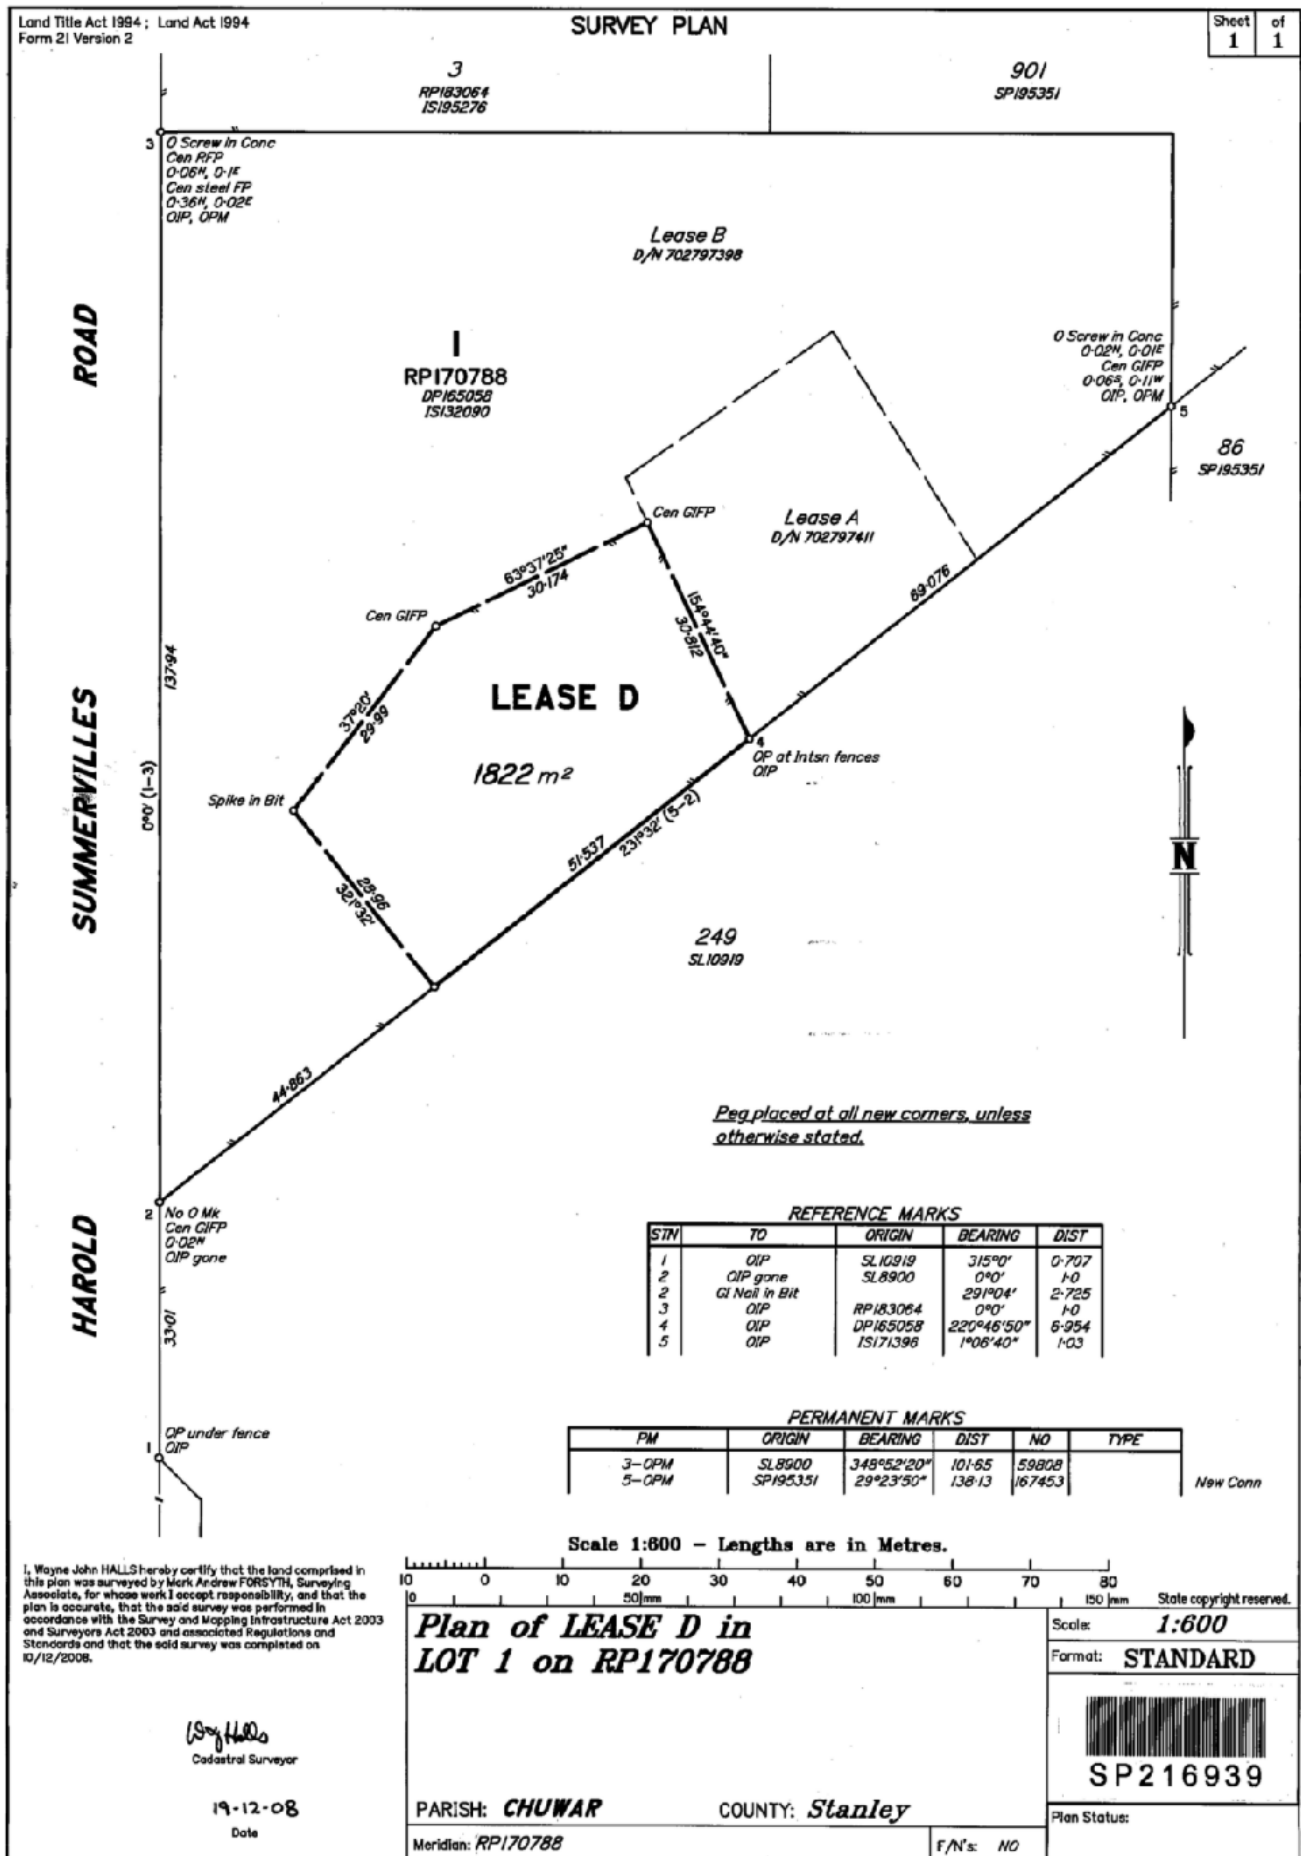 Land Title Act 1994 ; Land Act 1994
Form 21 Version 2
SURVEY PLAN
Sheet 1 of 1
3
RP183064
IS195276
901
SP195351
3
O Screw in Conc
Cen RFP
0·06N, 0·1E
Cen steel FP
0·36N, 0·02E
OIP, OPM
Lease B
D/N 702797398
ROAD
1
RP170788
DP165058
IS132090
O Screw in Conc
0·02N, 0·01E
Cen GIFP
0·06S, 0·11W
OIP, OPM
5
86
SP195351
Cen GIFP
Lease A
D/N 702797411
63°37'25"
30·174
Cen GIFP
154°44'40"
30·812
69·076
137·94
37°20'
29·99
LEASE D
1822 m²
4
OP at Intsn fences
OIP
Spike in Bit
0°0' (1-3)
SUMMERVILLES
51·537
231°32' (5-2)
28·96
321°32'
N
249
SL10919
44·863
Peg placed at all new corners, unless
otherwise stated.
2
No O Mk
Cen GIFP
0·02N
OIP gone
HAROLD
33·01
REFERENCE MARKS
STN TO ORIGIN BEARING DIST
1 OIP SL10919 315°0' 0·707
2 OIP gone SL8900 0°0' 1·0
2 GI Nail in Bit 291°04' 2·725
3 OIP RP183064 0°0' 1·0
4 OIP DP165058 220°46'50" 6·954
5 OIP IS171396 1°06'40" 1·03
1
OP under fence
OIP
PERMANENT MARKS
PM ORIGIN BEARING DIST NO TYPE
3-OPM SL8900 348°52'20" 101·65 59808
5-OPM SP195351 29°23'50" 138·13 167453 New Conn
Scale 1:600 – Lengths are in Metres.
10 0 10 20 30 40 50 60 70 80
0 50 mm 100 mm 150 mm State copyright reserved.
I, Wayne John HALLS hereby certify that the land comprised in
this plan was surveyed by Mark Andrew FORSYTH, Surveying
Associate, for whose work I accept responsibility, and that the
plan is accurate, that the said survey was performed in
accordance with the Survey and Mapping Infrastructure Act 2003
and Surveyors Act 2003 and associated Regulations and
Standards and that the said survey was completed on
10/12/2008.
Cadastral Surveyor
19-12-08
Date
Plan of LEASE D in
LOT 1 on RP170788
Scale: 1:600
Format: STANDARD
SP216939
PARISH: CHUWAR COUNTY: Stanley
Plan Status:
Meridian: RP170788 F/N's: NO